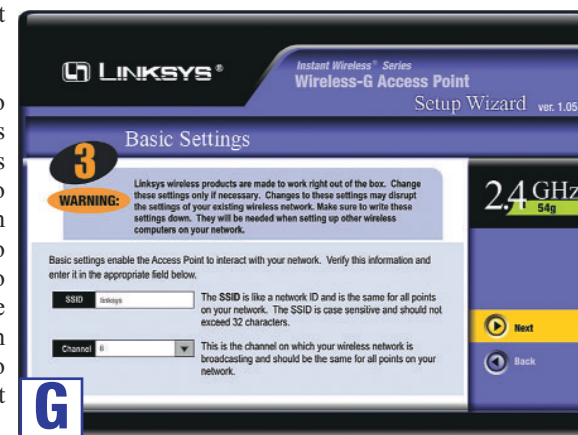 LINKSYS®
Instant Wireless® Series
Wireless-G Access Point
Setup Wizard ver. 1.05
Basic Settings
3
WARNING:
Linksys wireless products are made to work right out of the box. Change
these settings only if necessary. Changes to these settings may disrupt
the settings of your existing wireless network. Make sure to write these
settings down. They will be needed when setting up other wireless
computers on your network.
2.4 GHz
54g
Basic settings enable the Access Point to interact with your network. Verify this information and
enter it in the appropriate field below.
SSID linksys
The SSID is like a network ID and is the same for all points
on your network. The SSID is case sensitive and should not
exceed 32 characters.
Channel 6
This is the channel on which your wireless network is
broadcasting and should be the same for all points on your
network.
Next
Back
G